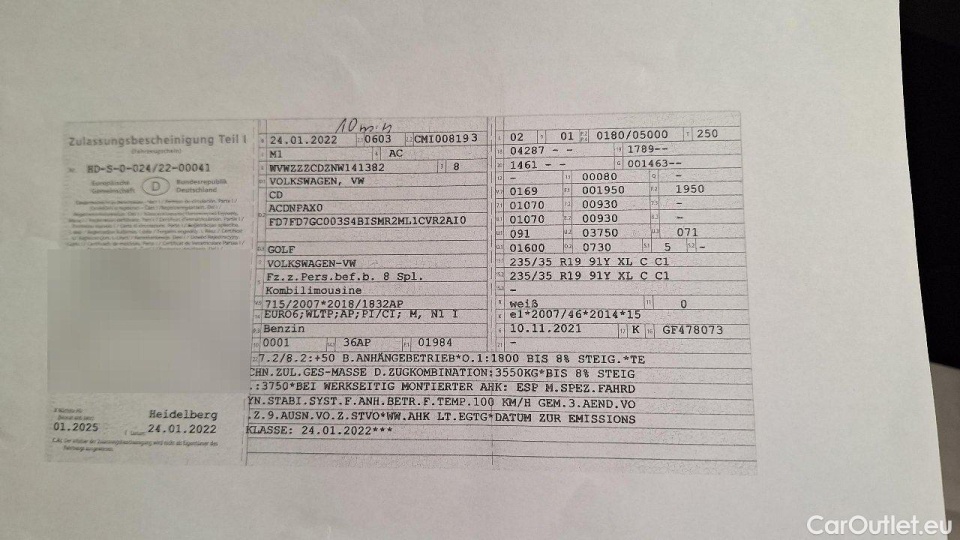 10 min
Zulassungsbescheinigung Teil I
(Fahrzeugschein)
HD-S-0-024/22-00041
Europäische Gemeinschaft D Bundesrepublik Deutschland
Heidelberg
01.2025 24.01.2022
24.01.2022 0603 CMI008193
M1 AC
WVWZZZCDZNW141382 8
VOLKSWAGEN, VW
CD
ACDNPAX0
FD7FD7GC003S4BISMR2ML1CVR2AI0
GOLF
VOLKSWAGEN-VW
Fz.z.Pers.bef.b. 8 Spl.
Kombilimousine
715/2007*2018/1832AP
EURO6;WLTP;AP;PI/CI; M, N1 I
Benzin
0001 36AP 01984
02 01 0180/05000 250
04287 - - 1789--
1461 - - 001463--
- 00080 -
0169 001950 1950
01070 00930 -
01070 00930 -
091 03750 071
01600 0730 5 -
235/35 R19 91Y XL C C1
235/35 R19 91Y XL C C1
-
weiß 0
e1*2007/46*2014*15
10.11.2021 K GF478073
-
7.2/8.2:+50 B.ANHÄNGEBETRIEB*O.1:1800 BIS 8% STEIG.*TE
CHN.ZUL.GES-MASSE D.ZUGKOMBINATION:3550KG*BIS 8% STEIG
.:3750*BEI WERKSEITIG MONTIERTER AHK: ESP M.SPEZ.FAHRD
YN.STABI.SYST.F.ANH.BETR.F.TEMP.100 KM/H GEM.3.AEND.VO
.Z.9.AUSN.VO.Z.STVO*WW.AHK LT.EGTG*DATUM ZUR EMISSIONS
KLASSE: 24.01.2022***
CarOutlet.eu